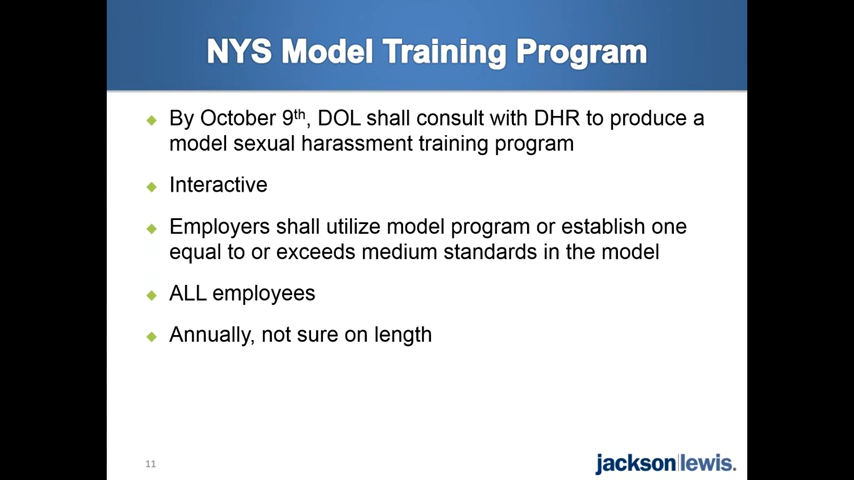 NYS Model Training Program
By October 9th, DOL shall consult with DHR to produce a
model sexual harassment training program
Interactive
Employers shall utilize model program or establish one
equal to or exceeds medium standards in the model
ALL employees
Annually, not sure on length
11
jackson|lewis.